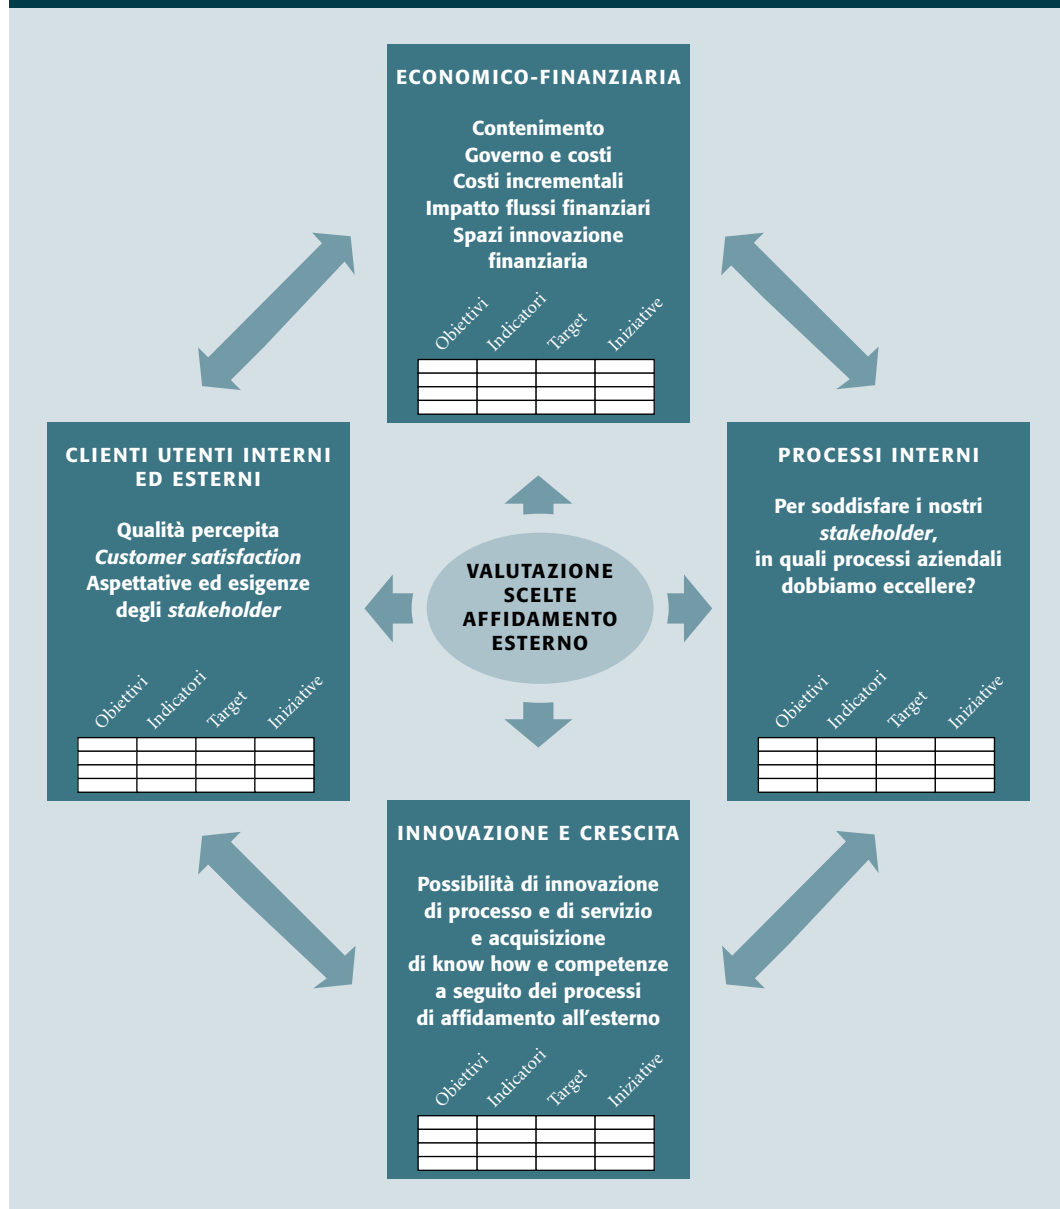 ECONOMICO-FINANZIARIA
Contenimento
Governo e costi
Costi incrementali
Impatto flussi finanziari
Spazi innovazione
finanziaria
Obiettivi
Indicatori
Target
Iniziative
CLIENTI UTENTI INTERNI
ED ESTERNI
Qualità percepita
Customer satisfaction
Aspettative ed esigenze
degli stakeholder
Obiettivi
Indicatori
Target
Iniziative
VALUTAZIONE
SCELTE
AFFIDAMENTO
ESTERNO
PROCESSI INTERNI
Per soddisfare i nostri
stakeholder,
in quali processi aziendali
dobbiamo eccellere?
Obiettivi
Indicatori
Target
Iniziative
INNOVAZIONE E CRESCITA
Possibilità di innovazione
di processo e di servizio
e acquisizione
di know how e competenze
a seguito dei processi
di affidamento all'esterno
Obiettivi
Indicatori
Target
Iniziative